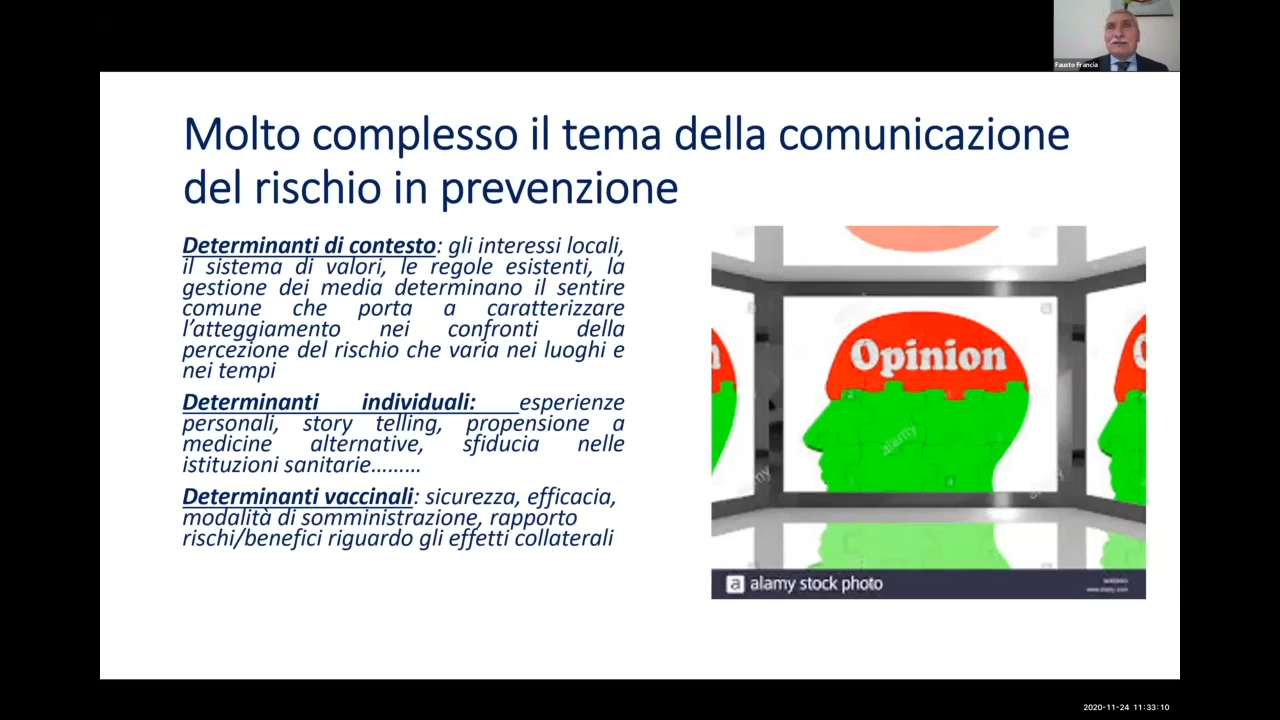 Fausto Francia
Molto complesso il tema della comunicazione
del rischio in prevenzione
Determinanti di contesto: gli interessi locali,
il sistema di valori, le regole esistenti, la
gestione dei media determinano il sentire
comune che porta a caratterizzare
l'atteggiamento nei confronti della
percezione del rischio che varia nei luoghi e
nei tempi
Determinanti individuali: esperienze
personali, story telling, propensione a
medicine alternative, sfiducia nelle
istituzioni sanitarie………
Determinanti vaccinali: sicurezza, efficacia,
modalità di somministrazione, rapporto
rischi/benefici riguardo gli effetti collaterali
Opinion
alamy
a alamy stock photo
www.alamy.com
2020-11-24 11:33:10